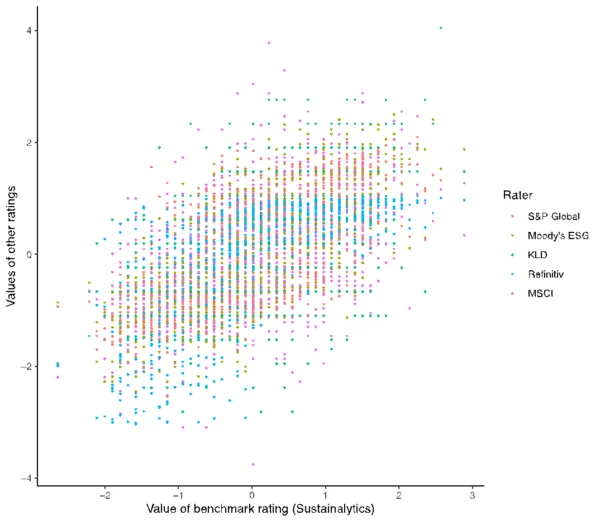 4
2
0
−2
−4
Values of other ratings
−2 −1 0 1 2 3
Value of benchmark rating (Sustainalytics)
Rater
S&P Global
Moody's ESG
KLD
Refinitiv
MSCI